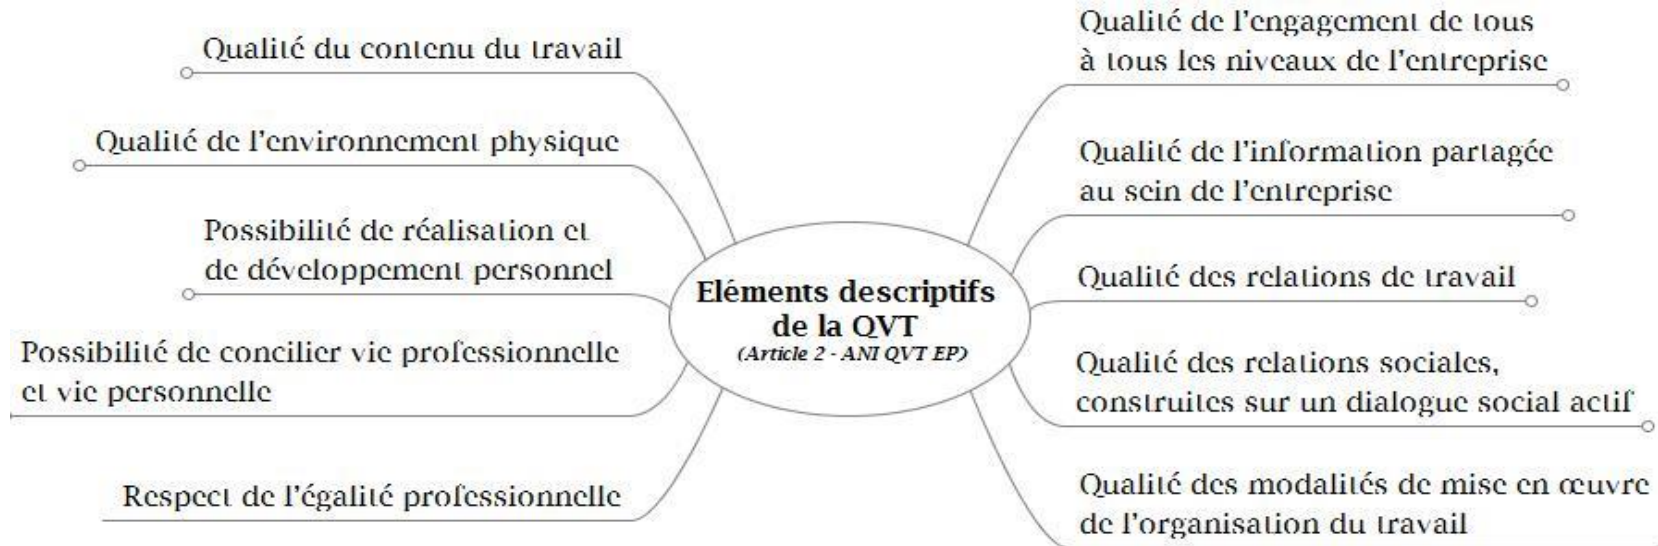 Qualité du contenu du travail
Qualité de l'environnement physique
Possibilité de réalisation et
de développement personnel
Possibilité de concilier vie professionnelle
et vie personnelle
Respect de l'égalité professionnelle
Eléments descriptifs
de la QVT
(Article 2 - ANI QVT EP)
Qualité de l'engagement de tous
à tous les niveaux de l'entreprise
Qualité de l'information partagée
au sein de l'entreprise
Qualité des relations de travail
Qualité des relations sociales,
construites sur un dialogue social actif
Qualité des modalités de mise en œuvre
de l'organisation du travail